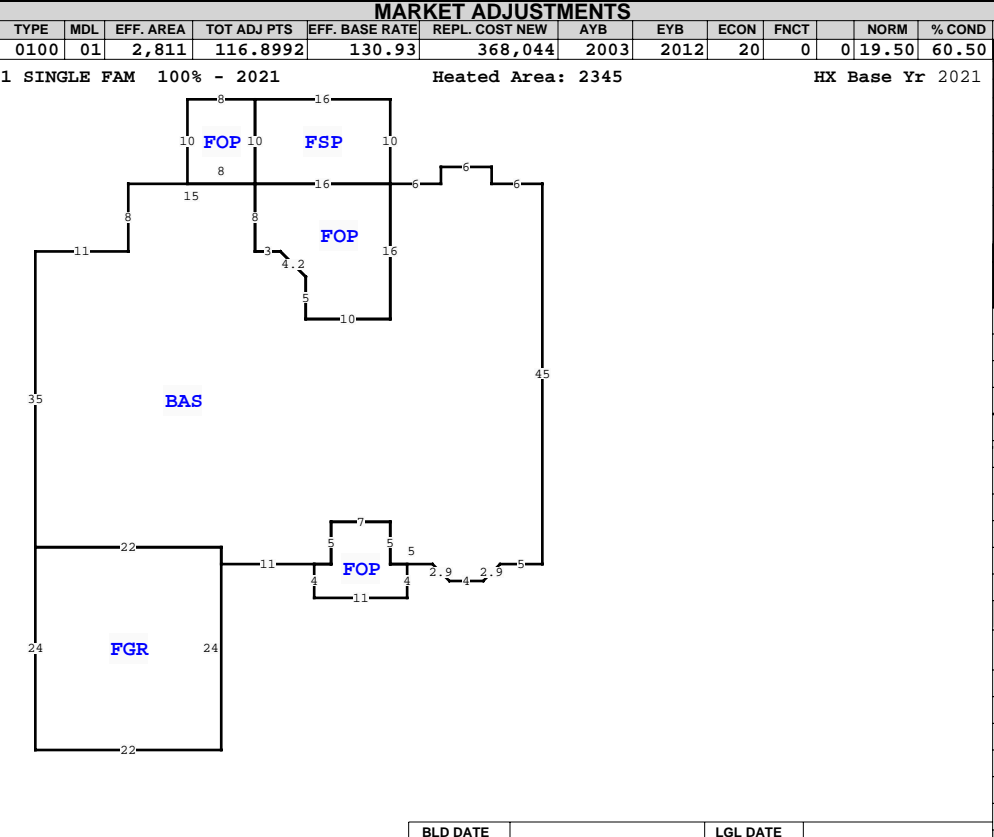 MARKET ADJUSTMENTS
TYPE MDL EFF. AREA TOT ADJ PTS EFF. BASE RATE REPL. COST NEW AYB EYB ECON FNCT NORM % COND
0100 01 2,811 116.8992 130.93 368,044 2003 2012 20 0 0 19.50 60.50
1 SINGLE FAM 100% - 2021 Heated Area: 2345 HX Base Yr 2021
8 16
10 FOP 10 FSP 10
8 6
15 16 6 6
8 8 FOP
11 3 16
4.2
5
10
45
35 BAS
7
22 5 5 5
11 FOP 5
4 4 2.9 4 2.9
11
24 FGR 24
22
BLD DATE LGL DATE